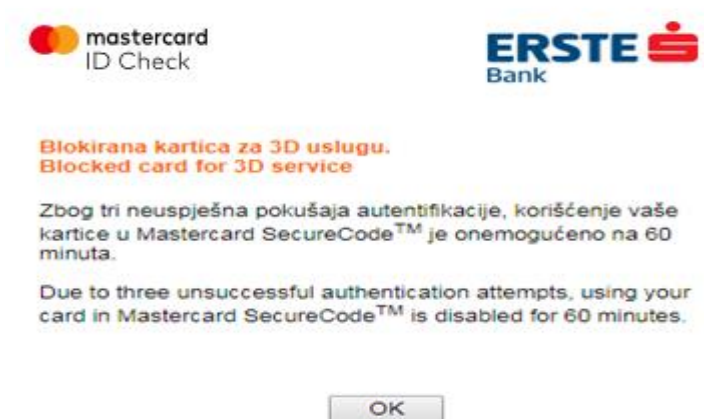 mastercard
ID Check
ERSTE
Bank
Blokirana kartica za 3D uslugu.
Blocked card for 3D service
Zbog tri neuspješna pokušaja autentifikacije, korišćenje vaše
kartice u Mastercard SecureCode™ je onemogućeno na 60
minuta.
Due to three unsuccessful authentication attempts, using your
card in Mastercard SecureCode™ is disabled for 60 minutes.
OK